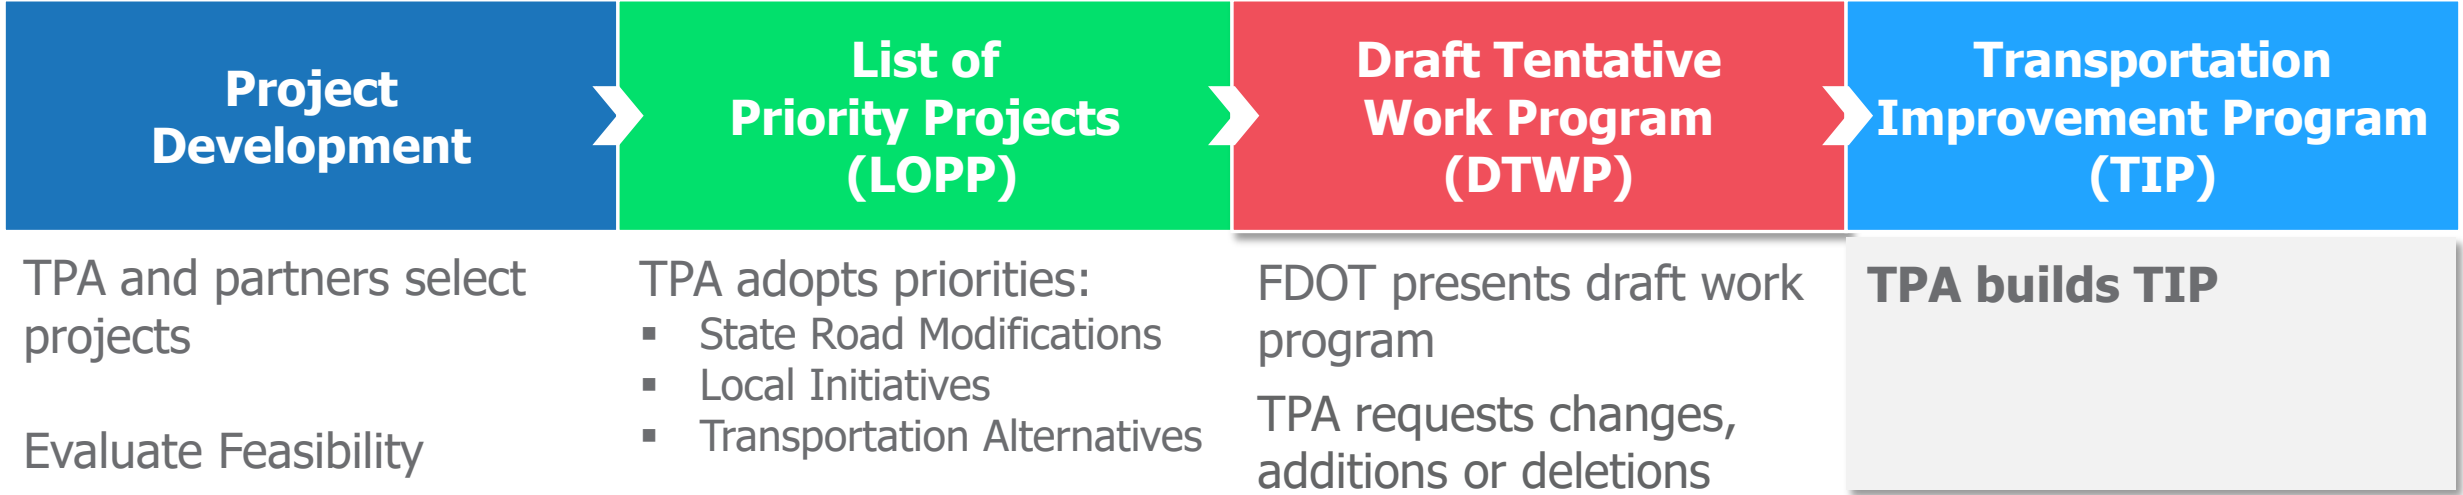 Project
Development
List of
Priority Projects
(LOPP)
Draft Tentative
Work Program
(DTWP)
Transportation
Improvement Program
(TIP)
TPA and partners select
projects
Evaluate Feasibility
TPA adopts priorities:
▪ State Road Modifications
▪ Local Initiatives
▪ Transportation Alternatives
FDOT presents draft work
program
TPA requests changes,
additions or deletions
TPA builds TIP